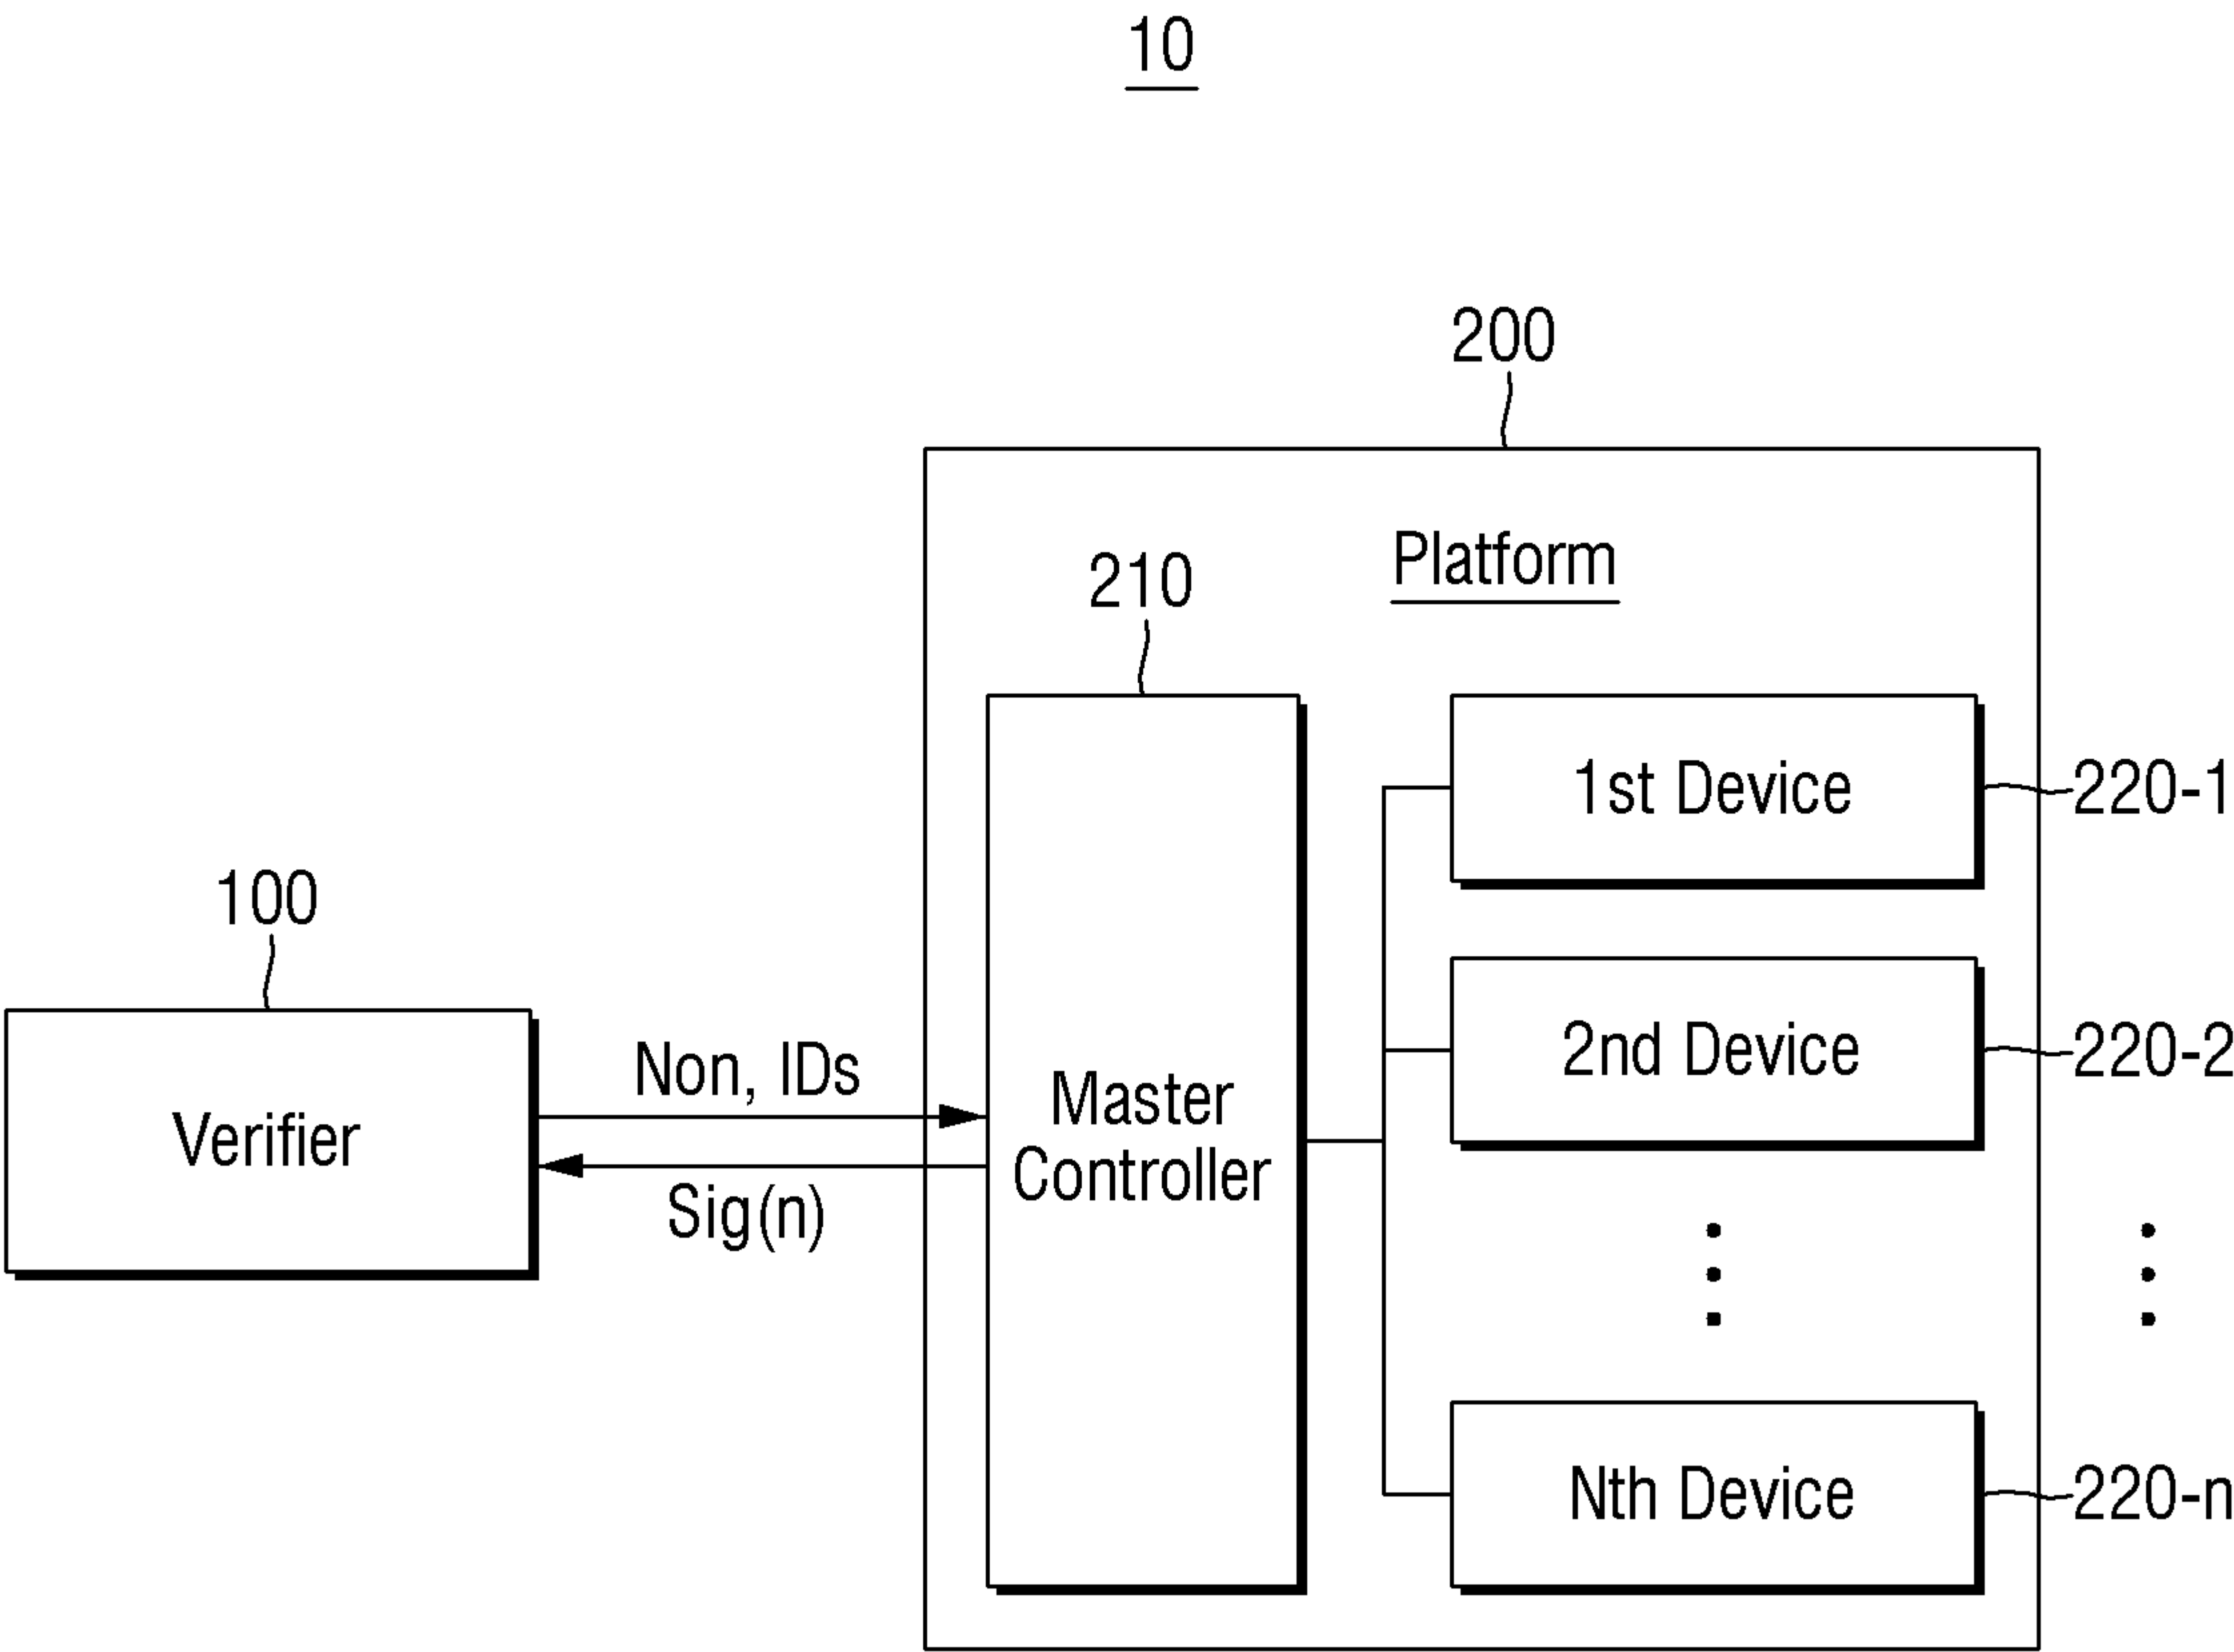 10
200
Platform
210
1st Device
220-1
100
2nd Device
220-2
Non, IDs
Verifier
Master
Controller
Sig(n)
Nth Device
220-n